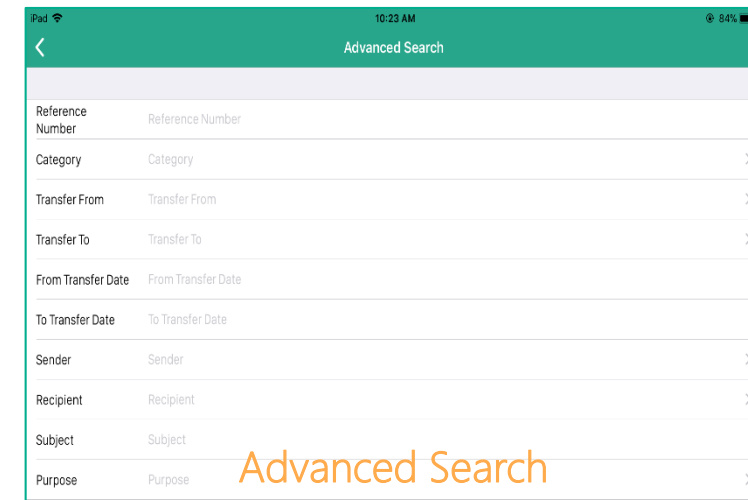 iPad 10:23 AM 84%
Advanced Search
Reference Number Reference Number
Category Category
Transfer From Transfer From
Transfer To Transfer To
From Transfer Date From Transfer Date
To Transfer Date To Transfer Date
Sender Sender
Recipient Recipient
Subject Subject
Purpose Purpose
Advanced Search